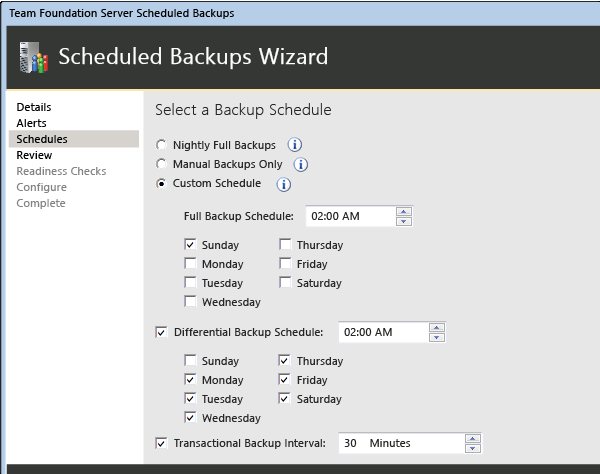 Team Foundation Server Scheduled Backups
Scheduled Backups Wizard
Details
Alerts
Schedules
Review
Readiness Checks
Configure
Complete
Select a Backup Schedule
Nightly Full Backups
Manual Backups Only
Custom Schedule
Full Backup Schedule: 02:00 AM
Sunday Thursday
Monday Friday
Tuesday Saturday
Wednesday
Differential Backup Schedule: 02:00 AM
Sunday Thursday
Monday Friday
Tuesday Saturday
Wednesday
Transactional Backup Interval: 30 Minutes